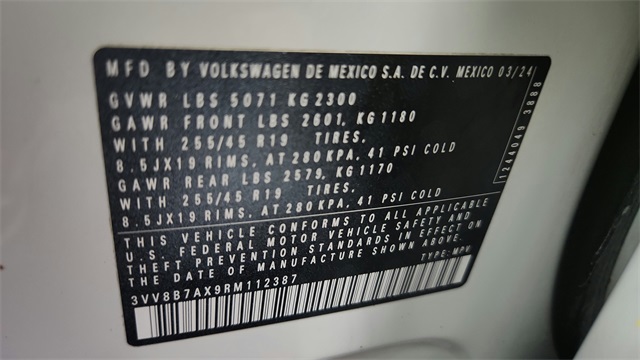 MFD BY VOLKSWAGEN DE MEXICO S.A. DE C.V. MEXICO 03/24
GVWR LBS 5071 KG 2300
GAWR FRONT LBS 2601, KG 1180
WITH 255/45 R19 TIRES,
8.5JX19 RIMS, AT 280 KPA, 41 PSI COLD
GAWR REAR LBS 2579, KG 1170
WITH 255/45 R19 TIRES,
8.5JX19 RIMS, AT 280 KPA, 41 PSI COLD
THIS VEHICLE CONFORMS TO ALL APPLICABLE
U.S. FEDERAL MOTOR VEHICLE SAFETY AND
THEFT PREVENTION STANDARDS IN EFFECT ON
THE DATE OF MANUFACTURE SHOWN ABOVE.
3VV8B7AX9RM112387 TYPE: MPV
1244049 3888